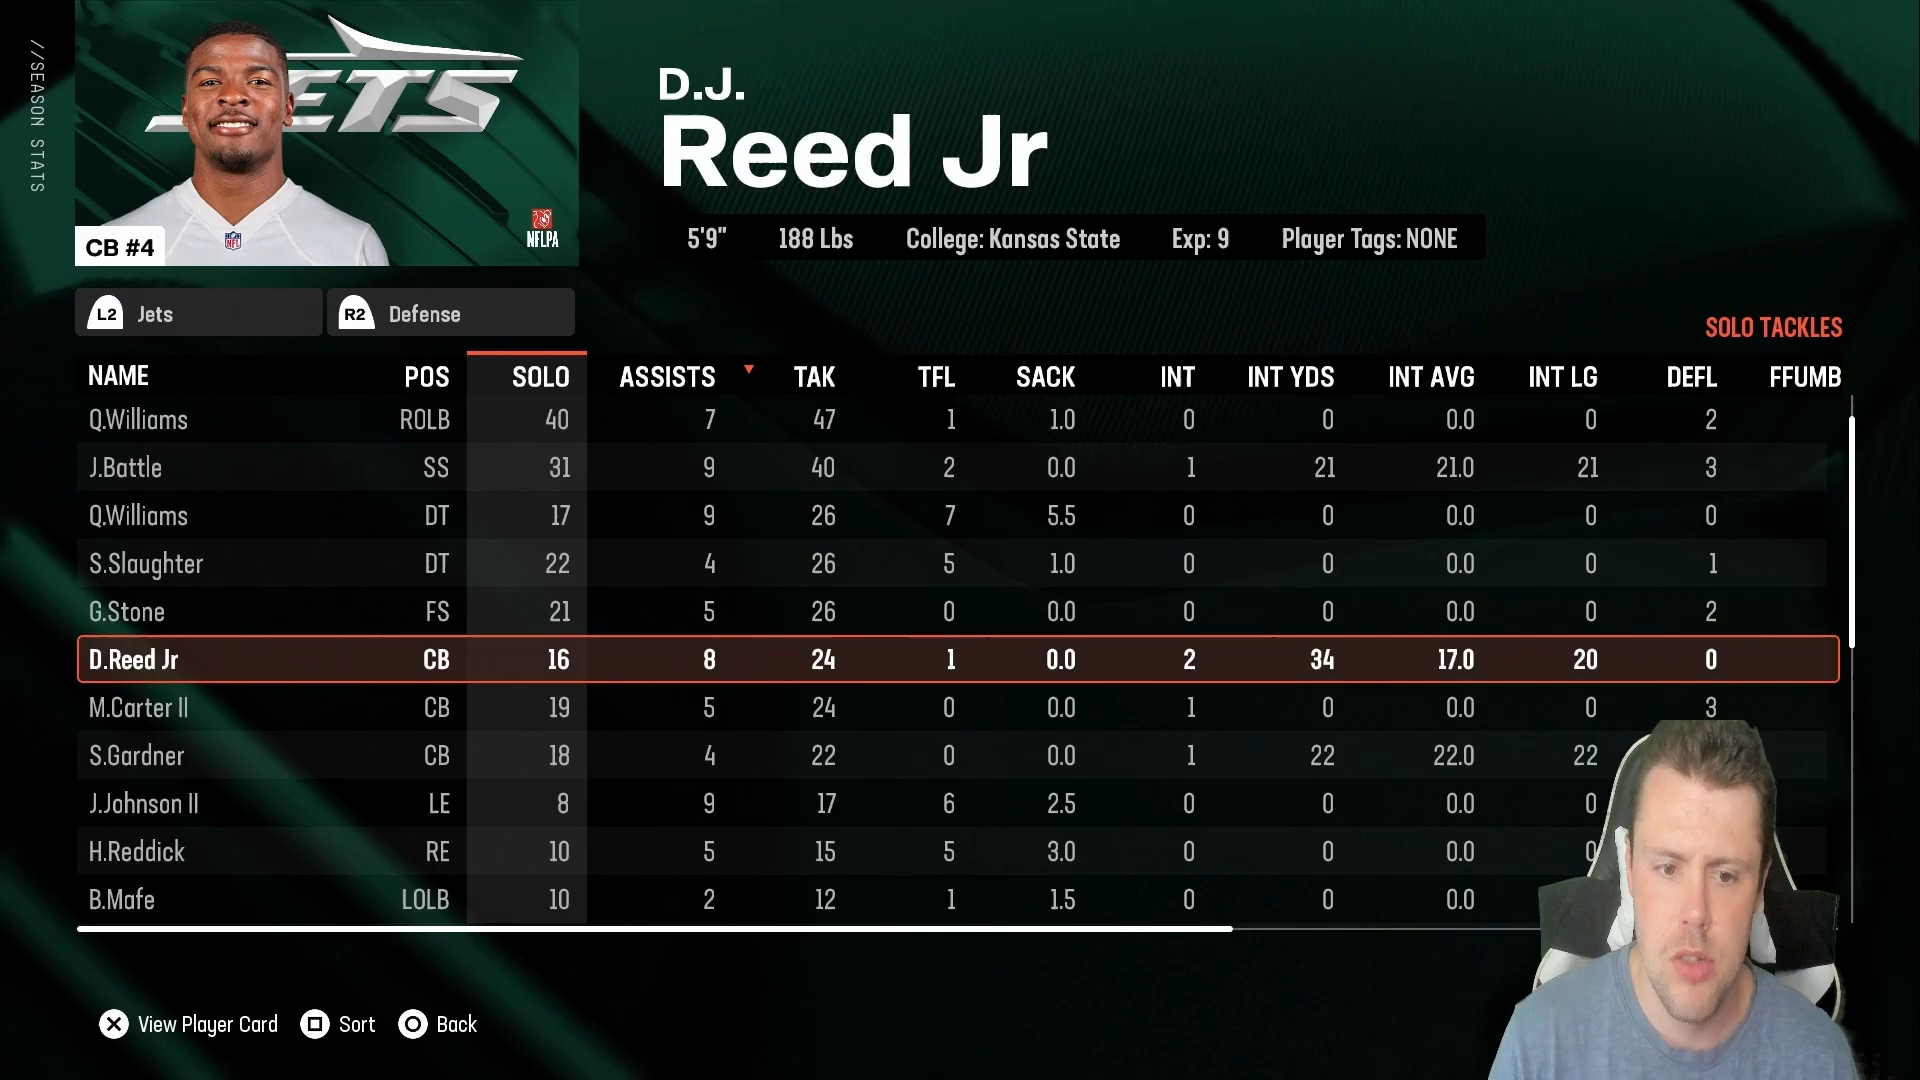 //SEASON STATS
JETS
NFL
NFLPA
CB #4
D.J.
Reed Jr
5'9" 188 Lbs College: Kansas State Exp: 9 Player Tags: NONE
L2 Jets R2 Defense
SOLO TACKLES
NAME POS SOLO ASSISTS TAK TFL SACK INT INT YDS INT AVG INT LG DEFL FFUMB
Q.Williams ROLB 40 7 47 1 1.0 0 0 0.0 0 2
J.Battle SS 31 9 40 2 0.0 1 21 21.0 21 3
Q.Williams DT 17 9 26 7 5.5 0 0 0.0 0 0
S.Slaughter DT 22 4 26 5 1.0 0 0 0.0 0 1
G.Stone FS 21 5 26 0 0.0 0 0 0.0 0 2
D.Reed Jr CB 16 8 24 1 0.0 2 34 17.0 20 0
M.Carter II CB 19 5 24 0 0.0 1 0 0.0 0 3
S.Gardner CB 18 4 22 0 0.0 1 22 22.0 22
J.Johnson II LE 8 9 17 6 2.5 0 0 0.0 0
H.Reddick RE 10 5 15 5 3.0 0 0 0.0 0
B.Mafe LOLB 10 2 12 1 1.5 0 0 0.0
View Player Card Sort Back